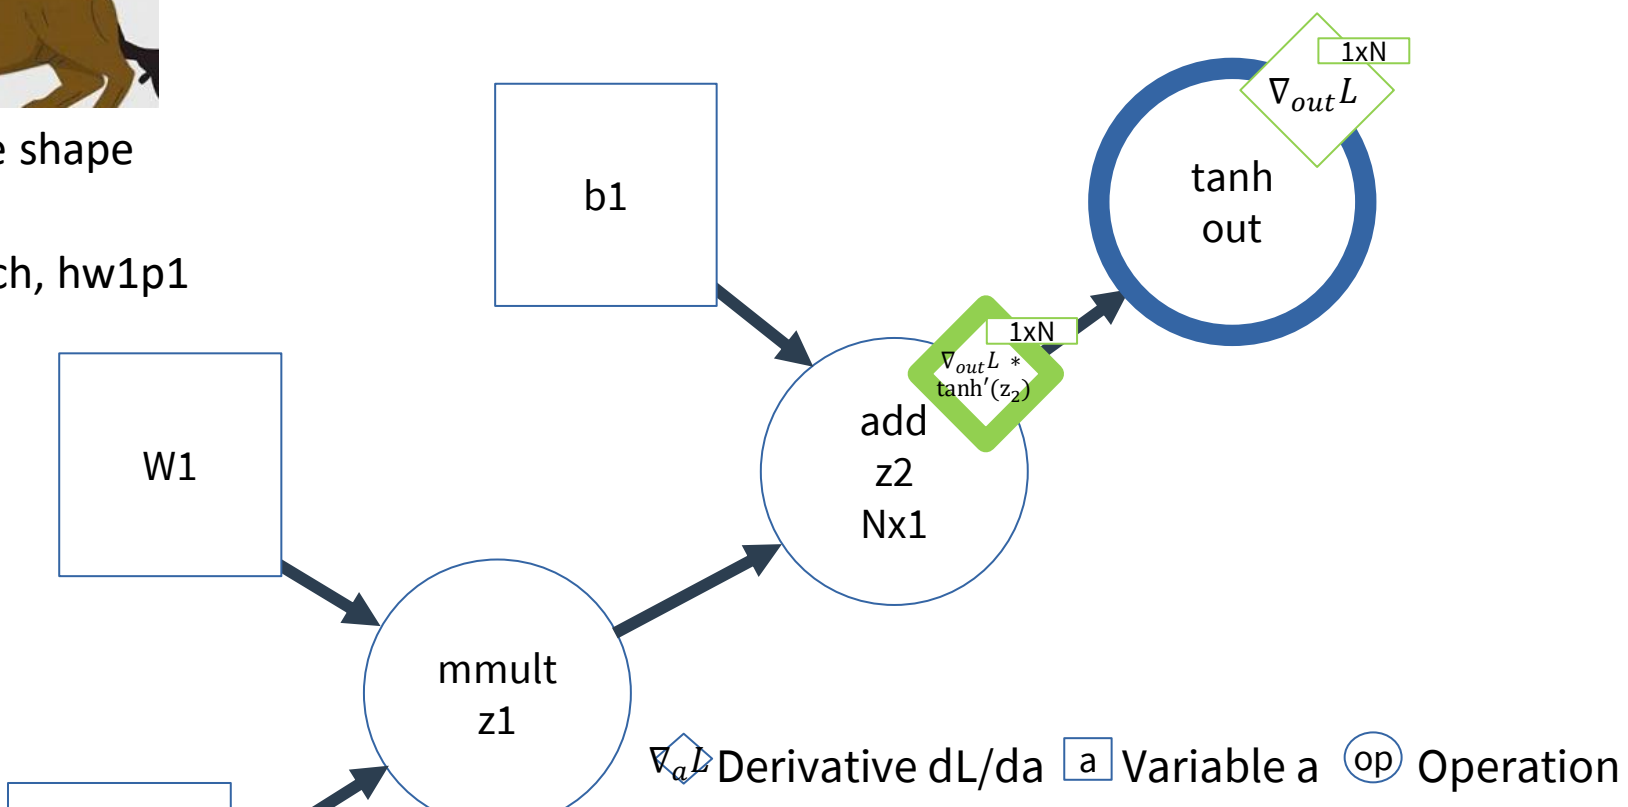 e shape
ch, hw1p1
b1
1xN
∇outL
tanh
out
1xN
∇outL *
tanh′(z₂)
add
z2
Nx1
W1
mmult
z1
∇aL Derivative dL/da a Variable a op Operation